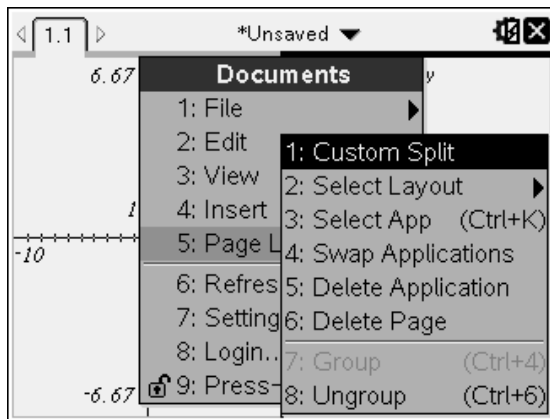 1.1 *Unsaved
6.67 Documents y
1: File
2: Edit
3: View
1 4: Insert
5: Page L
-10
6: Refres
7: Setting
8: Login..
-6.67 9: Press-
1: Custom Split
2: Select Layout
3: Select App (Ctrl+K)
4: Swap Applications
5: Delete Application
6: Delete Page
7: Group (Ctrl+4)
8: Ungroup (Ctrl+6)